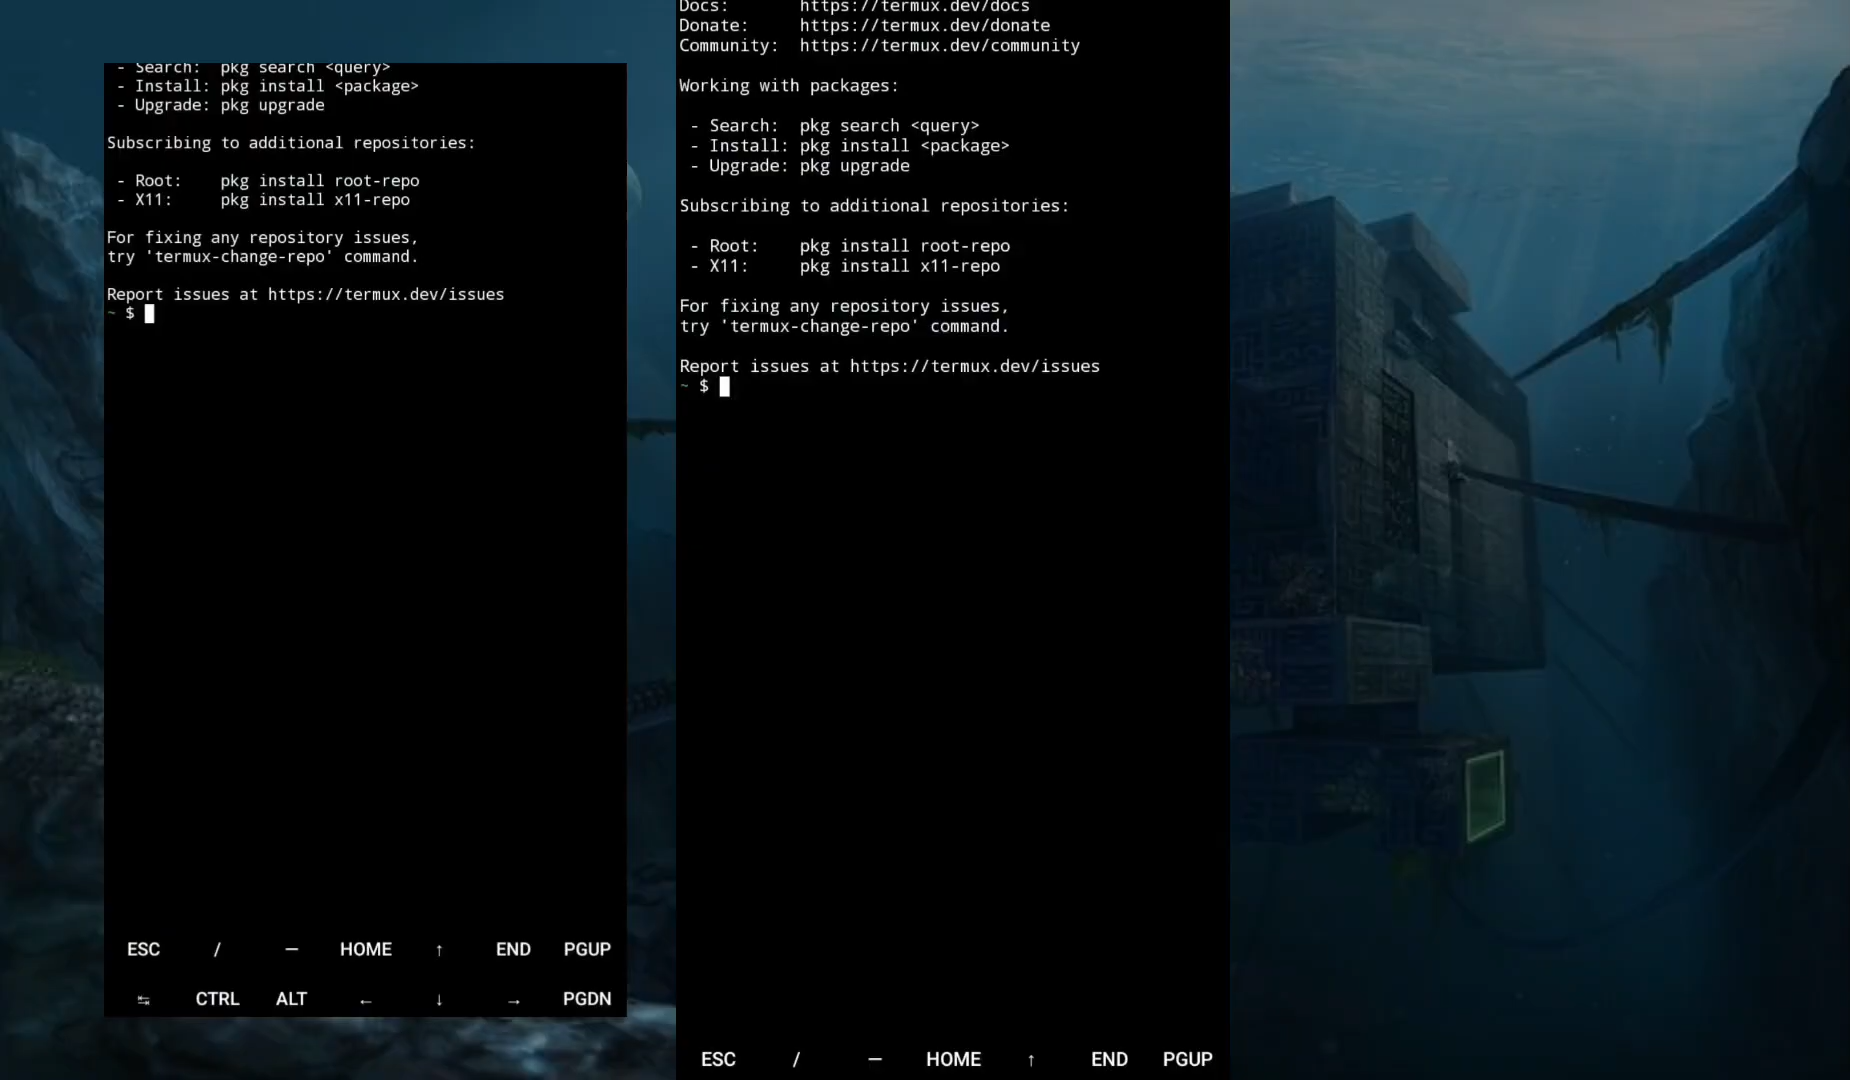 - Search:  pkg search <query>
- Install: pkg install <package>
- Upgrade: pkg upgrade
Subscribing to additional repositories:
- Root:    pkg install root-repo
- X11:     pkg install x11-repo
For fixing any repository issues,
try 'termux-change-repo' command.
Report issues at https://termux.dev/issues
~ $
ESC / — HOME ↑ END PGUP
↹ CTRL ALT ← ↓ → PGDN
Docs:       https://termux.dev/docs
Donate:     https://termux.dev/donate
Community:  https://termux.dev/community
Working with packages:
- Search:  pkg search <query>
- Install: pkg install <package>
- Upgrade: pkg upgrade
Subscribing to additional repositories:
- Root:    pkg install root-repo
- X11:     pkg install x11-repo
For fixing any repository issues,
try 'termux-change-repo' command.
Report issues at https://termux.dev/issues
~ $
ESC / — HOME ↑ END PGUP